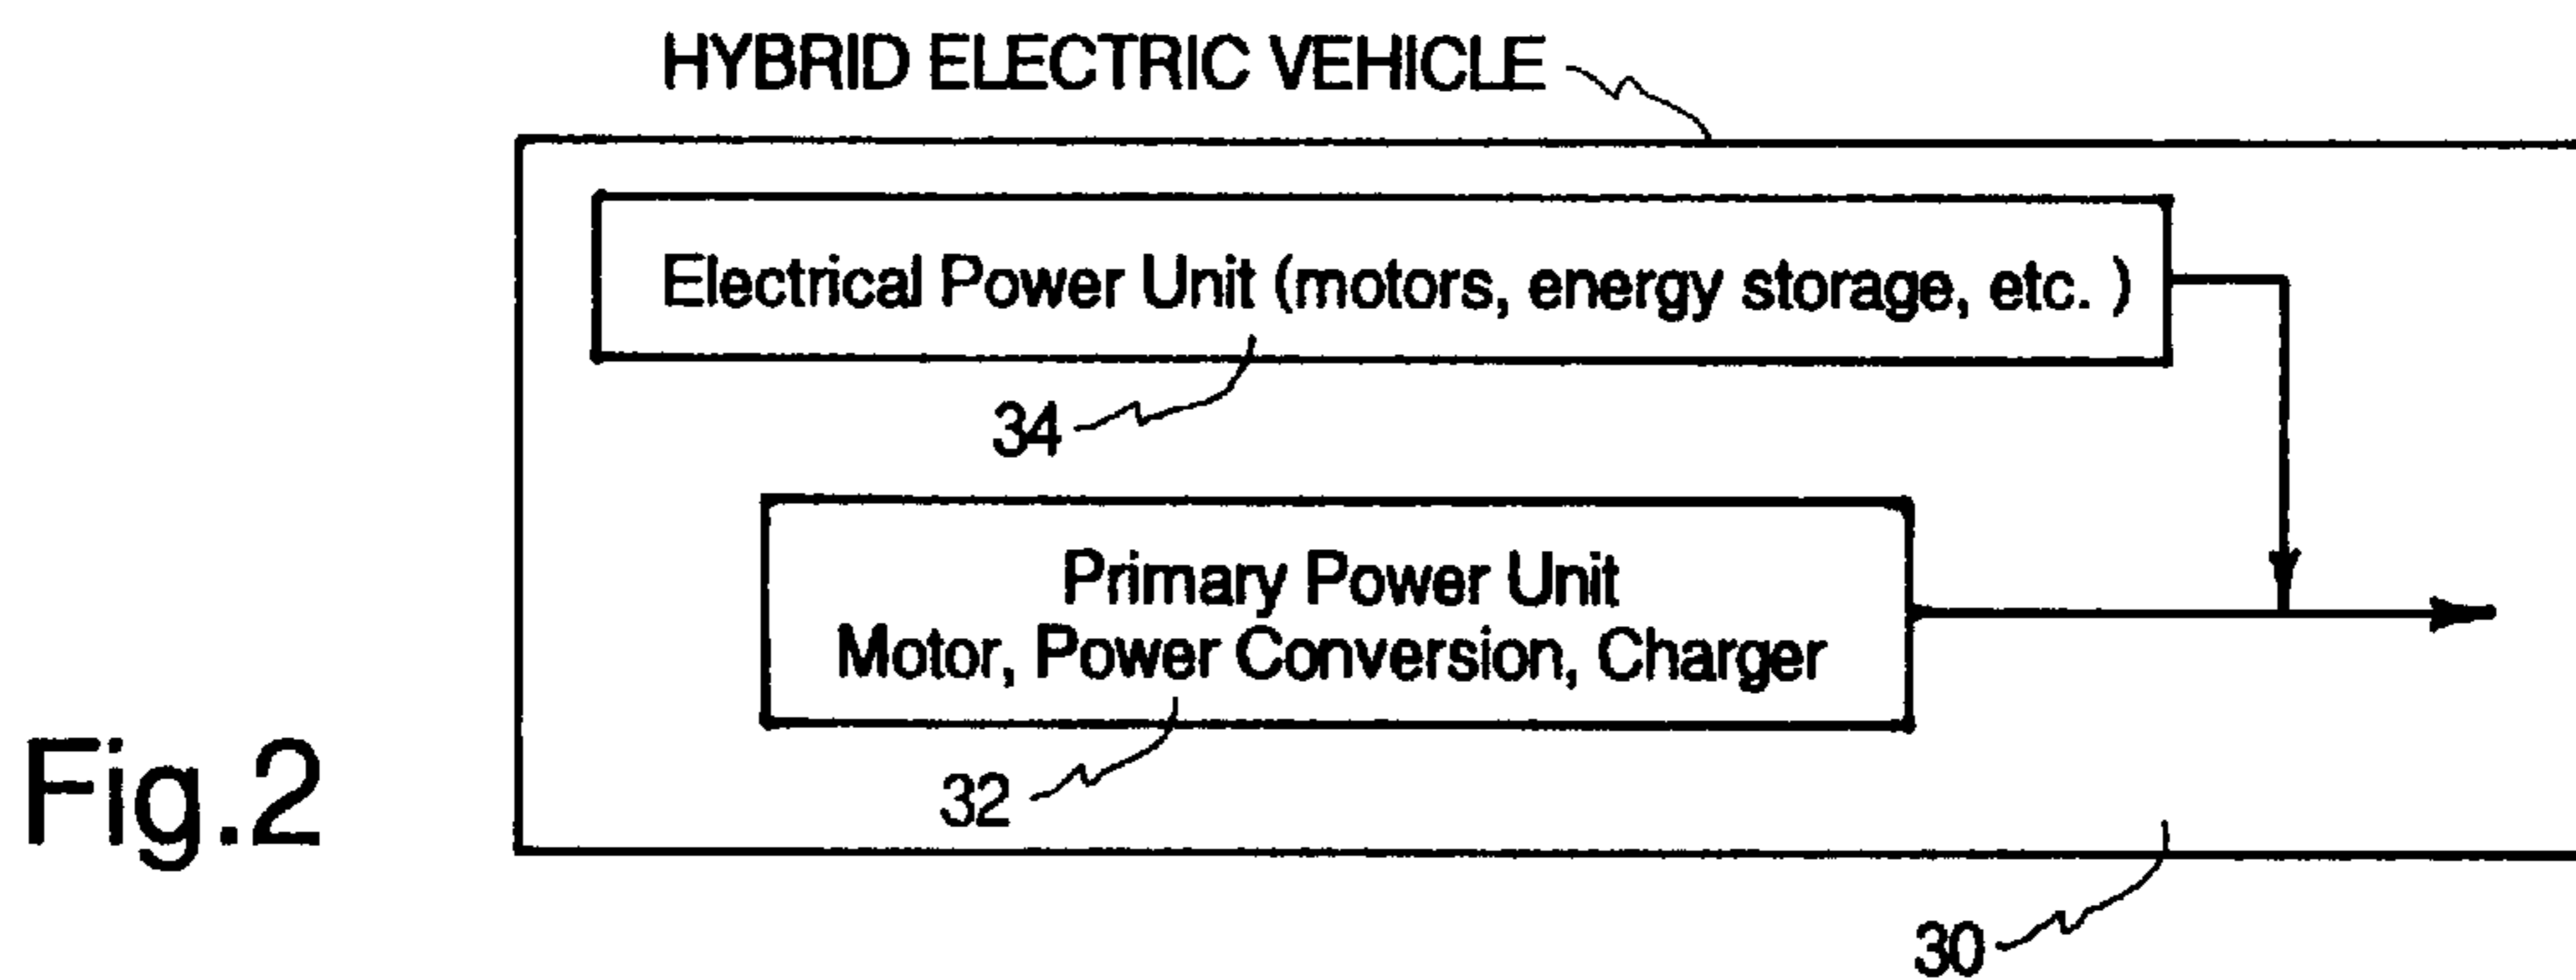 HYBRID ELECTRIC VEHICLE
Electrical Power Unit (motors, energy storage, etc. )
34
Primary Power Unit
Motor, Power Conversion, Charger
32
Fig.2
30